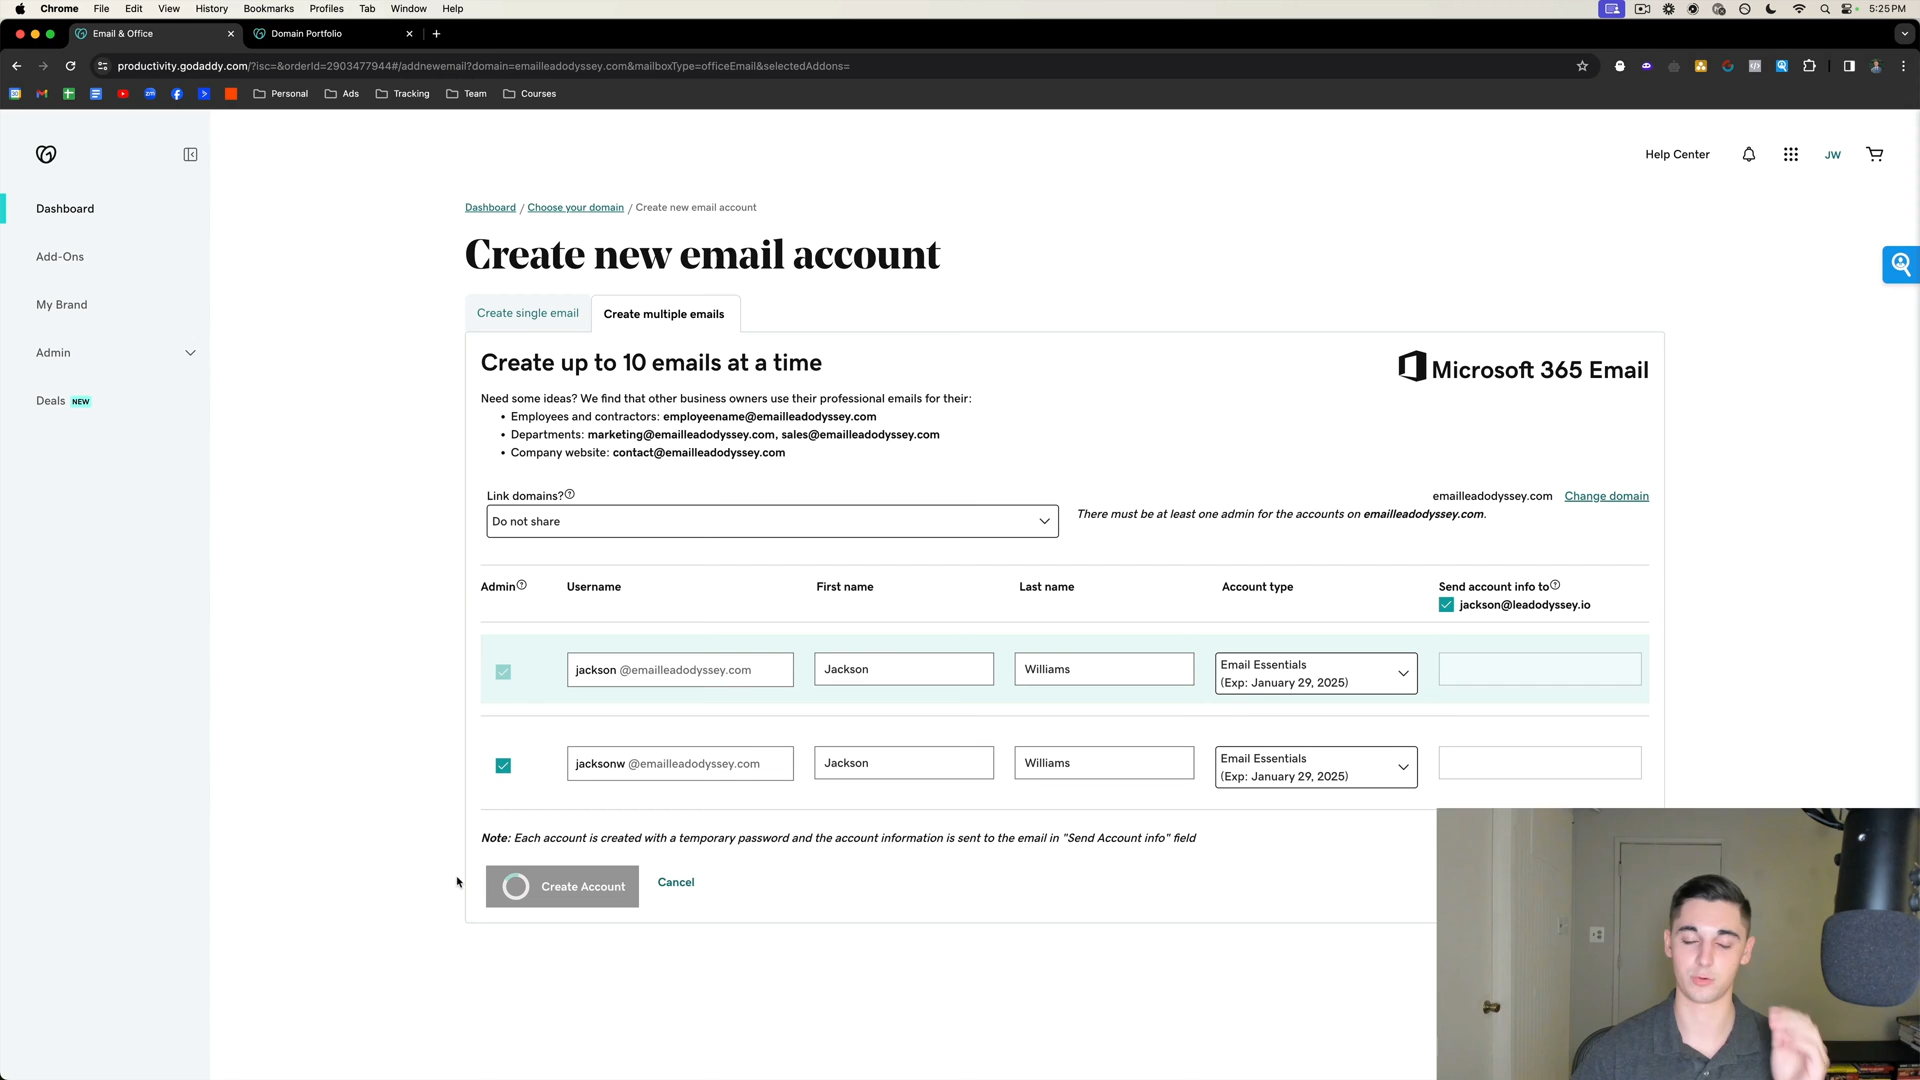 Chrome File Edit View History Bookmarks Profiles Tab Window Help 5:25 PM
Email & Office Domain Portfolio
productivity.godaddy.com/?isc=&orderId=2903477944#/addnewemail?domain=emailleadodyssey.com&mailboxType=officeEmail&selectedAddons=
Personal Ads Tracking Team Courses
Help Center JW
Dashboard
Add-Ons
My Brand
Admin
Deals NEW
Dashboard / Choose your domain / Create new email account
Create new email account
Create single email Create multiple emails
Create up to 10 emails at a time
Microsoft 365 Email
Need some ideas? We find that other business owners use their professional emails for their:
• Employees and contractors: employeename@emailleadodyssey.com
• Departments: marketing@emailleadodyssey.com, sales@emailleadodyssey.com
• Company website: contact@emailleadodyssey.com
Link domains? emailleadodyssey.com Change domain
Do not share
There must be at least one admin for the accounts on emailleadodyssey.com.
Admin Username First name Last name Account type Send account info to
jackson@leadodyssey.io
jackson @emailleadodyssey.com Jackson Williams Email Essentials
(Exp: January 29, 2025)
jacksonw @emailleadodyssey.com Jackson Williams Email Essentials
(Exp: January 29, 2025)
Note: Each account is created with a temporary password and the account information is sent to the email in "Send Account info" field
Create Account Cancel